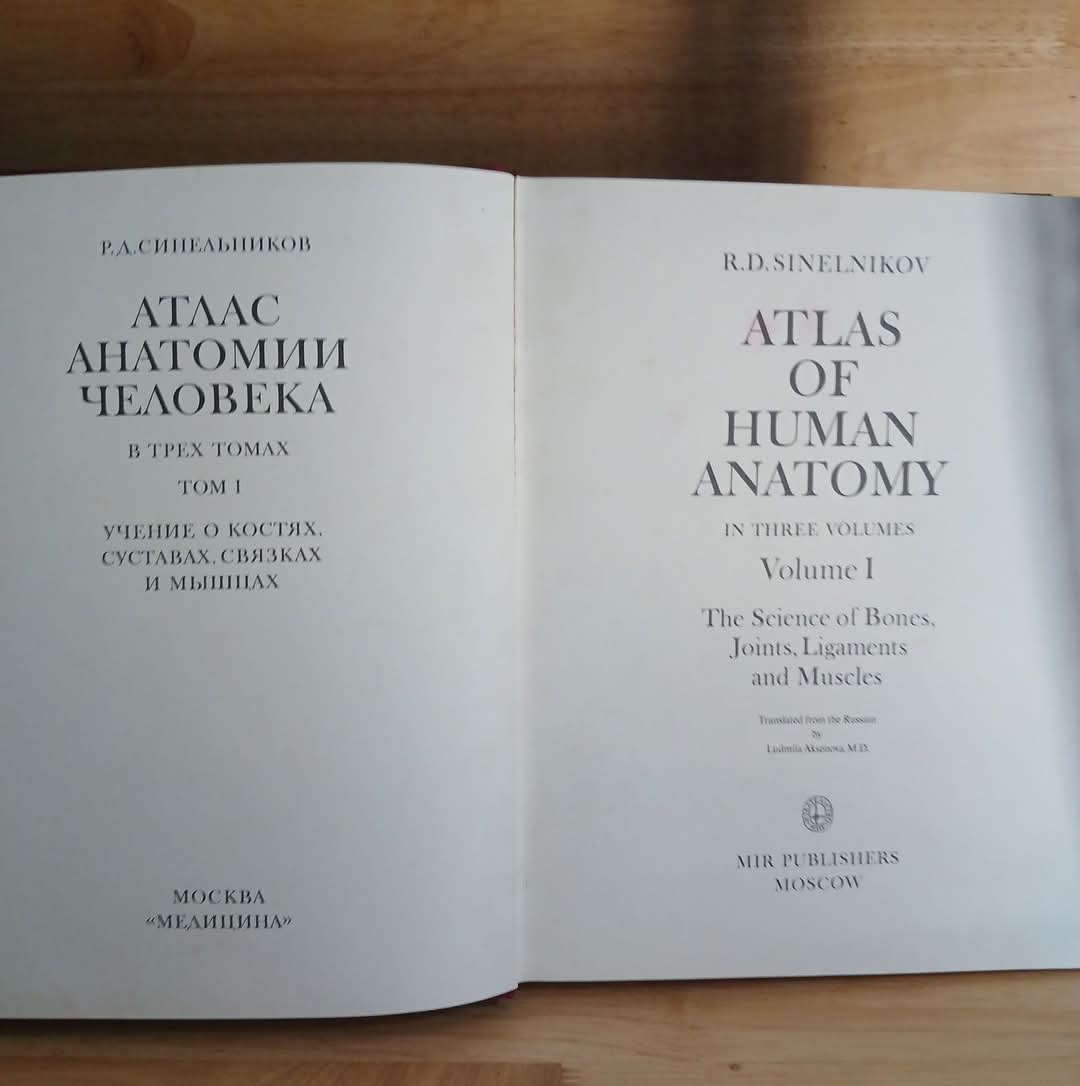 Р.Д.СИНЕЛЬНИКОВ
АТЛАС
АНАТОМИИ
ЧЕЛОВЕКА
В ТРЕХ ТОМАХ
ТОМ I
УЧЕНИЕ О КОСТЯХ,
СУСТАВАХ, СВЯЗКАХ
И МЫШЦАХ
МОСКВА
«МЕДИЦИНА»
R.D.SINELNIKOV
ATLAS
OF
HUMAN
ANATOMY
IN THREE VOLUMES
Volume I
The Science of Bones,
Joints, Ligaments
and Muscles
Translated from the Russian
by
Ludmila Aksenova, M.D.
MIR PUBLISHERS
MOSCOW